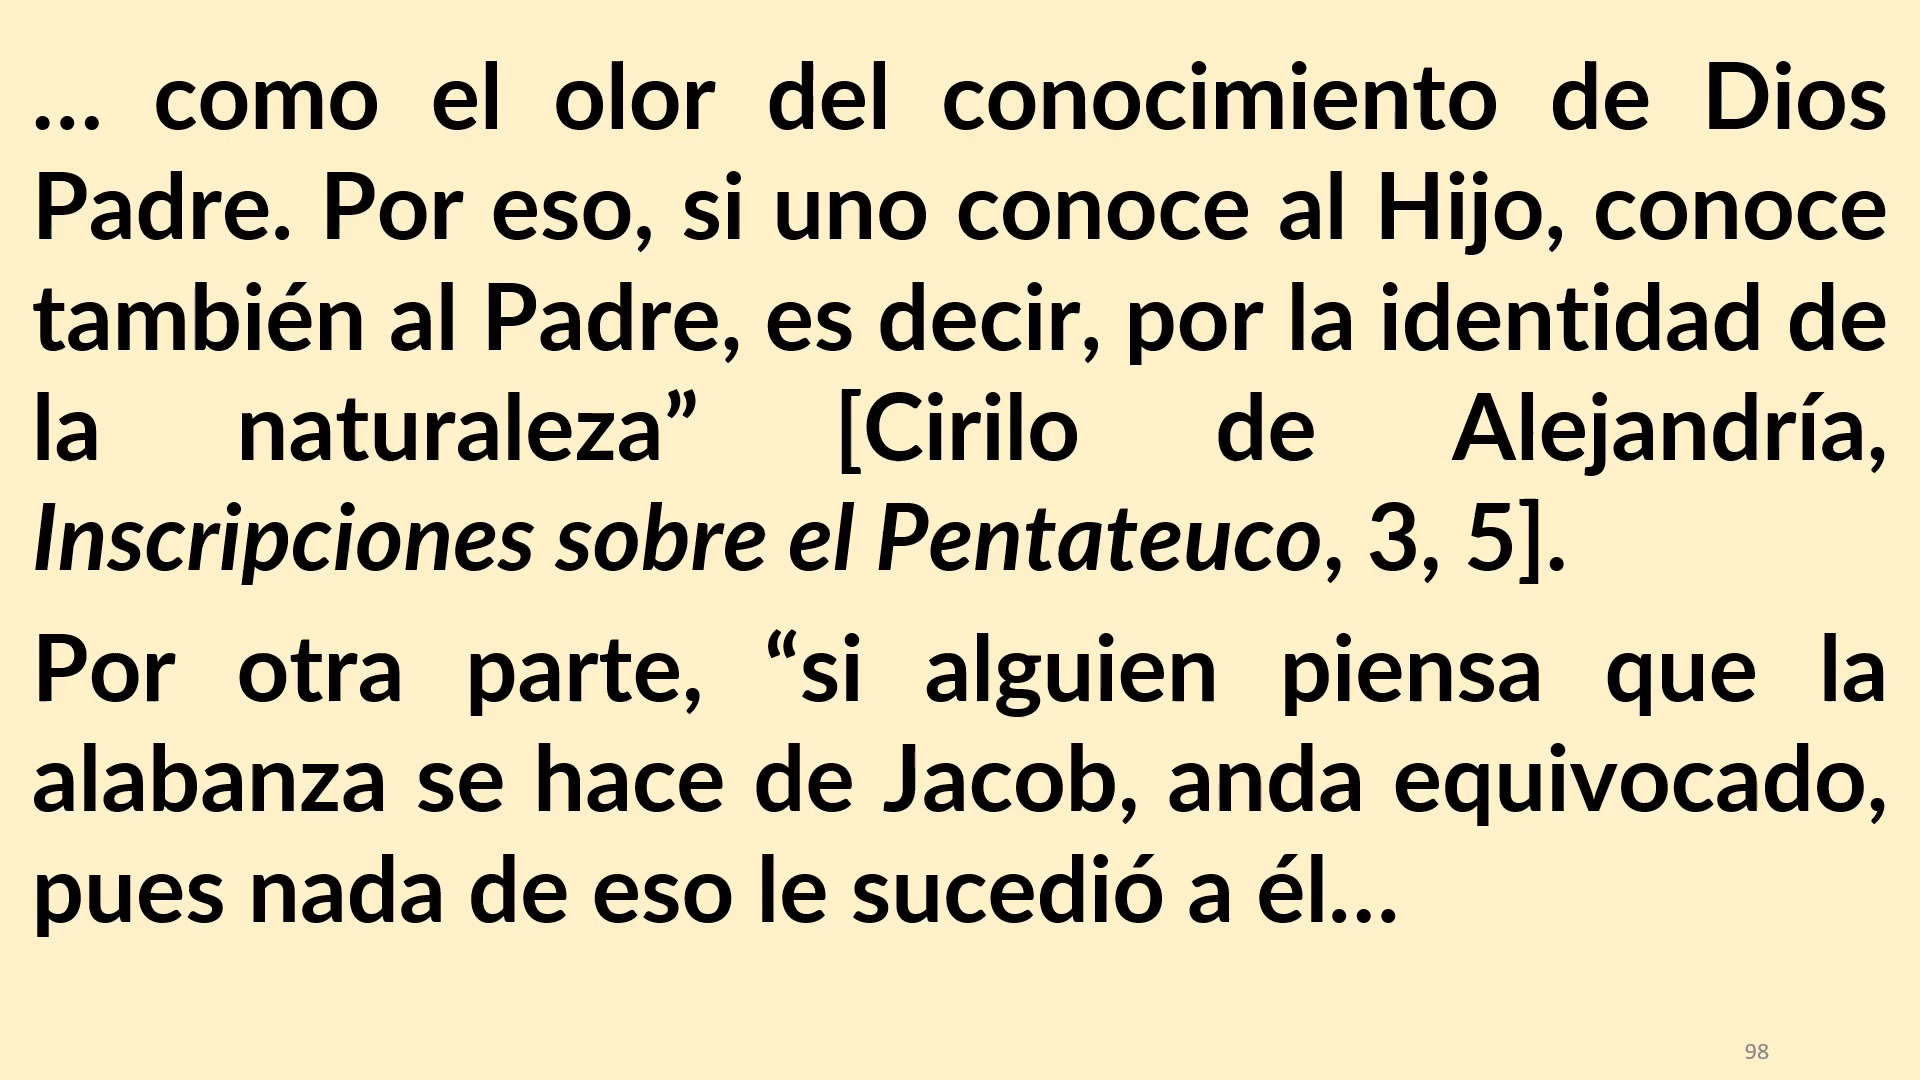 … como el olor del conocimiento de Dios
Padre. Por eso, si uno conoce al Hijo, conoce
también al Padre, es decir, por la identidad de
la naturaleza” [Cirilo de Alejandría,
Inscripciones sobre el Pentateuco, 3, 5].
Por otra parte, “si alguien piensa que la
alabanza se hace de Jacob, anda equivocado,
pues nada de eso le sucedió a él…
98